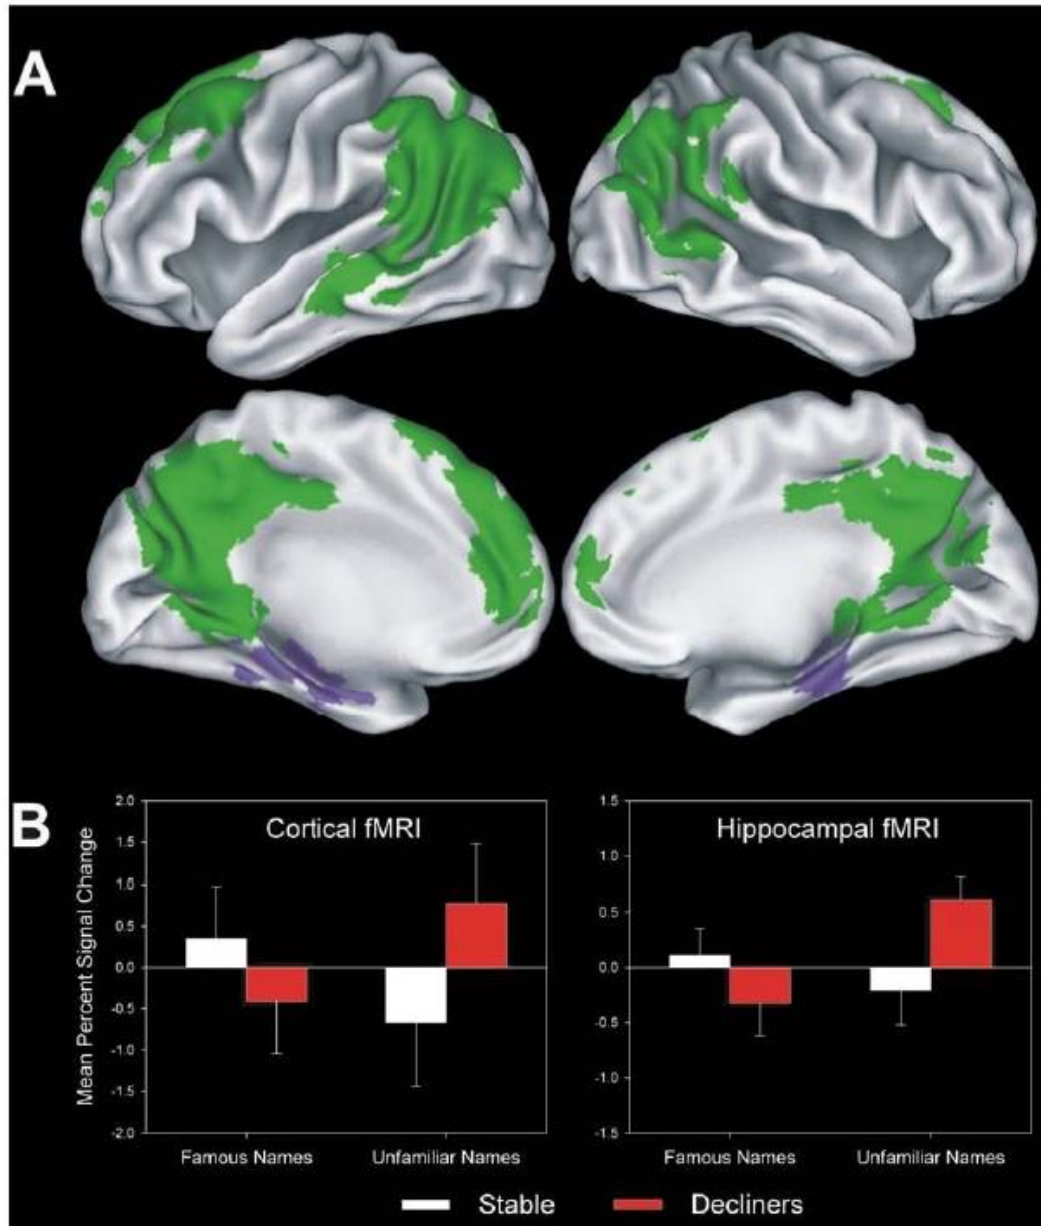 A
B
Cortical fMRI
Mean Percent Signal Change
2.0
1.5
1.0
0.5
0.0
-0.5
-1.0
-1.5
-2.0
Famous Names
Unfamiliar Names
Hippocampal fMRI
1.5
1.0
0.5
0.0
-0.5
-1.0
-1.5
Famous Names
Unfamiliar Names
Stable
Decliners